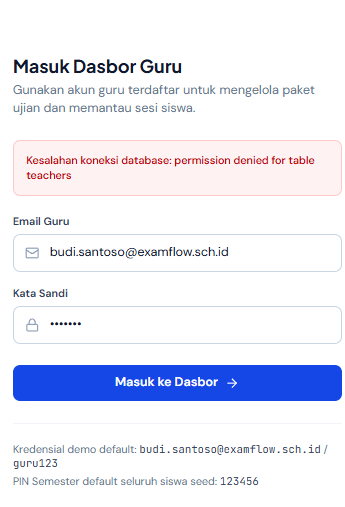 Masuk Dasbor Guru
Gunakan akun guru terdaftar untuk mengelola paket
ujian dan memantau sesi siswa.
Kesalahan koneksi database: permission denied for table
teachers
Email Guru
budi.santoso@examflow.sch.id
Kata Sandi
•••••••
Masuk ke Dasbor →
Kredensial demo default: budi.santoso@examflow.sch.id /
guru123
PIN Semester default seluruh siswa seed: 123456